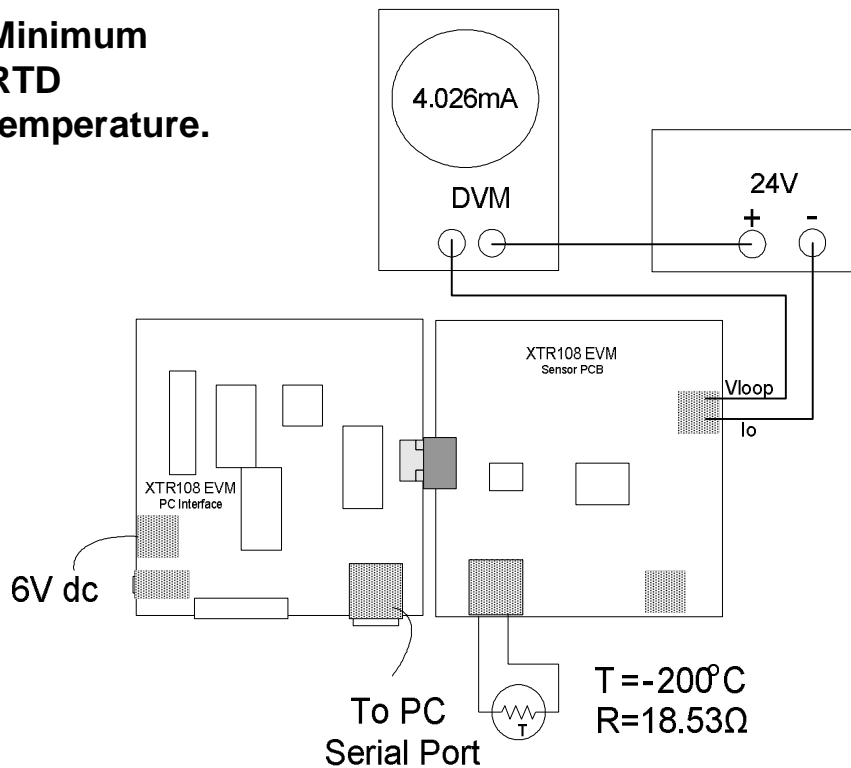 Minimum
RTD
temperature.
4.026mA
DVM
24V
+ -
XTR108 EVM
Sensor PCB
Vloop
Io
XTR108 EVM
PC Interface
6V dc
To PC
Serial Port
T
T=-200°C
R=18.53Ω